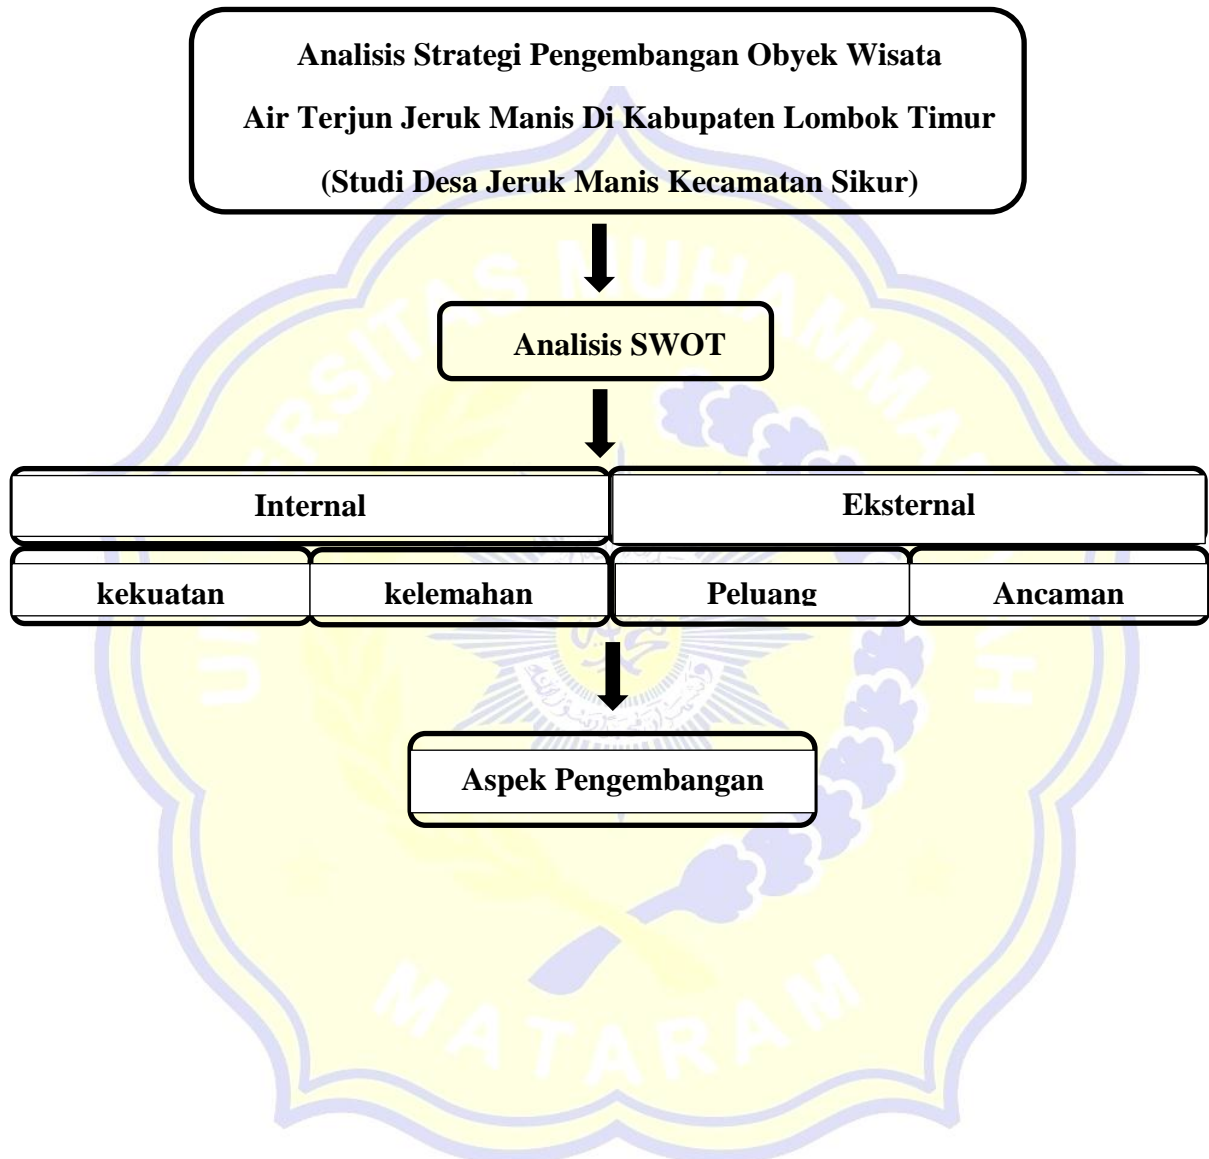 Analisis Strategi Pengembangan Obyek Wisata
Air Terjun Jeruk Manis Di Kabupaten Lombok Timur
(Studi Desa Jeruk Manis Kecamatan Sikur)
Analisis SWOT
Internal
Eksternal
kekuatan
kelemahan
Peluang
Ancaman
Aspek Pengembangan
MATARAM